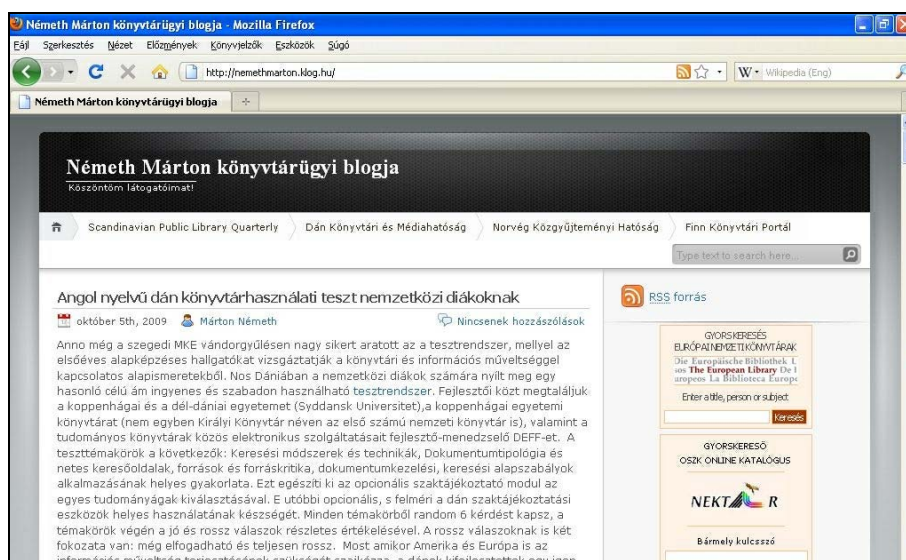 Németh Márton könyvtárügyi blogja - Mozilla Firefox
Fájl Szerkesztés Nézet Előzmények Könyvjelzők Eszközök Súgó
http://nemethmarton.klog.hu/
W Wikipedia (Eng)
Németh Márton könyvtárügyi blogja
Németh Márton könyvtárügyi blogja
Köszöntöm látogatóimat!
Scandinavian Public Library Quarterly Dán Könyvtári és Médiahatóság Norvég Közgyűjteményi Hatóság Finn Könyvtári Portál
Type text to search here...
Angol nyelvű dán könyvtárhasználati teszt nemzetközi diákoknak
október 5th, 2009 Márton Németh Nincsenek hozzászólások
Anno még a szegedi MKE vándorgyűlésen nagy sikert aratott az a tesztrendszer, mellyel az
elsőéves alapképzéses hallgatókat vizsgáztatják a könyvtári és információs műveltséggel
kapcsolatos alapismeretekből. Nos Dániában a nemzetközi diákok számára nyílt meg egy
hasonló célú ám ingyenes és szabadon használható tesztrendszer. Fejlesztői közt megtaláljuk
a koppenhágai és a dél-dániai egyetemet (Syddansk Universitet),a koppenhágai egyetemi
könyvtárat (nem egyben Királyi Könyvtár néven az első számú nemzeti könyvtár is), valamint a
tudományos könyvtárak közös elektronikus szolgáltatásait fejlesztő-menedzselő DEFF-et. A
teszttémakörök a következők: Keresési módszerek és technikák, Dokumentumtipológia és
netes keresőoldalak, források és forráskritika, dokumentumkezelési, keresési alapszabályok
alkalmazásának helyes gyakorlata. Ezt egészíti ki az opcionális szaktájékoztató modul az
egyes tudományágak kiválasztásával. E utóbbi opcionális, s felméri a dán szaktájékoztatási
eszközök helyes használatának készségét. Minden témakörből random 6 kérdést kapsz, a
témakörök végén a jó és rossz válaszok részletes értékelésével. A rossz válaszoknak is két
fokozata van: még elfogadható és teljesen rossz. Most amikor Amerika és Európa is az
RSS forrás
GYORSKERESÉS
EURÓPAI NEMZETI KÖNYVTÁRAK
Die Europäische Bibliothek L
ios The European Library De l
aropeos La Biblioteca Europe
Enter a title, person or subject
Keresés
GYORSKERESŐ
OSZK ONLINE KATALÓGUS
NEKTÁR
Bármely kulcsszó